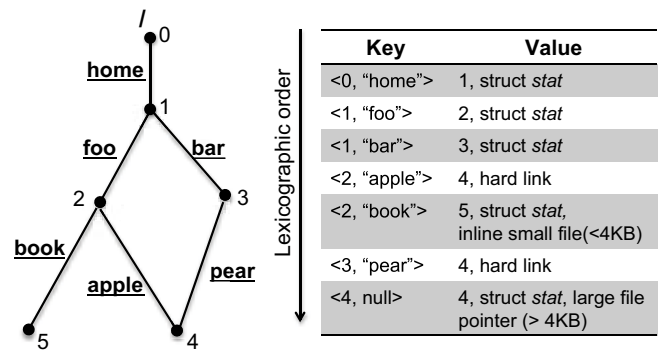 /
0
home
1
foo
bar
2
3
book
apple
pear
5
4
Lexicographic order
Key Value
<0, “home”> 1, struct stat
<1, “foo”> 2, struct stat
<1, “bar”> 3, struct stat
<2, “apple”> 4, hard link
<2, “book”> 5, struct stat,
inline small file(<4KB)
<3, “pear”> 4, hard link
<4, null> 4, struct stat, large file
pointer (> 4KB)